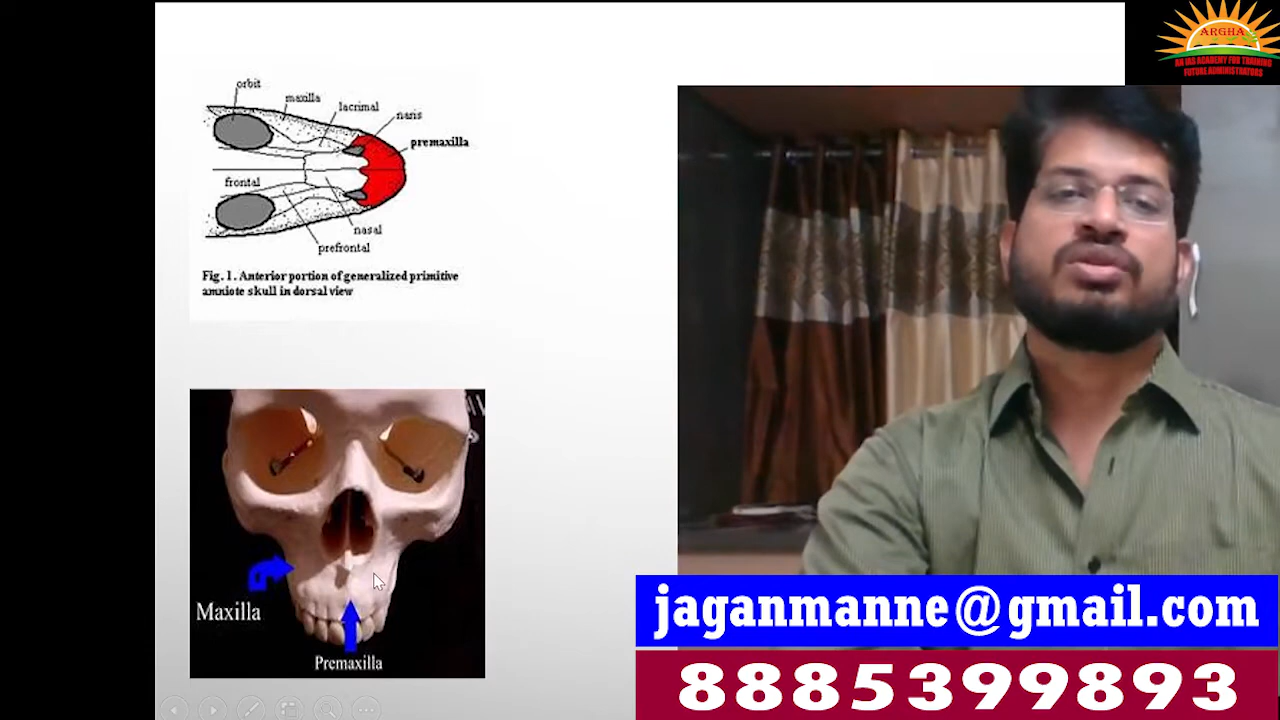 ARGHA
AN IAS ACADEMY FOR TRAINING
FUTURE ADMINISTRATORS
orbit
maxilla
lacrimal
naris
premaxilla
frontal
nasal
prefrontal
Fig. 1. Anterior portion of generalized primitive
amniote skull in dorsal view
Maxilla
Premaxilla
jaganmanne@gmail.com
8885399893